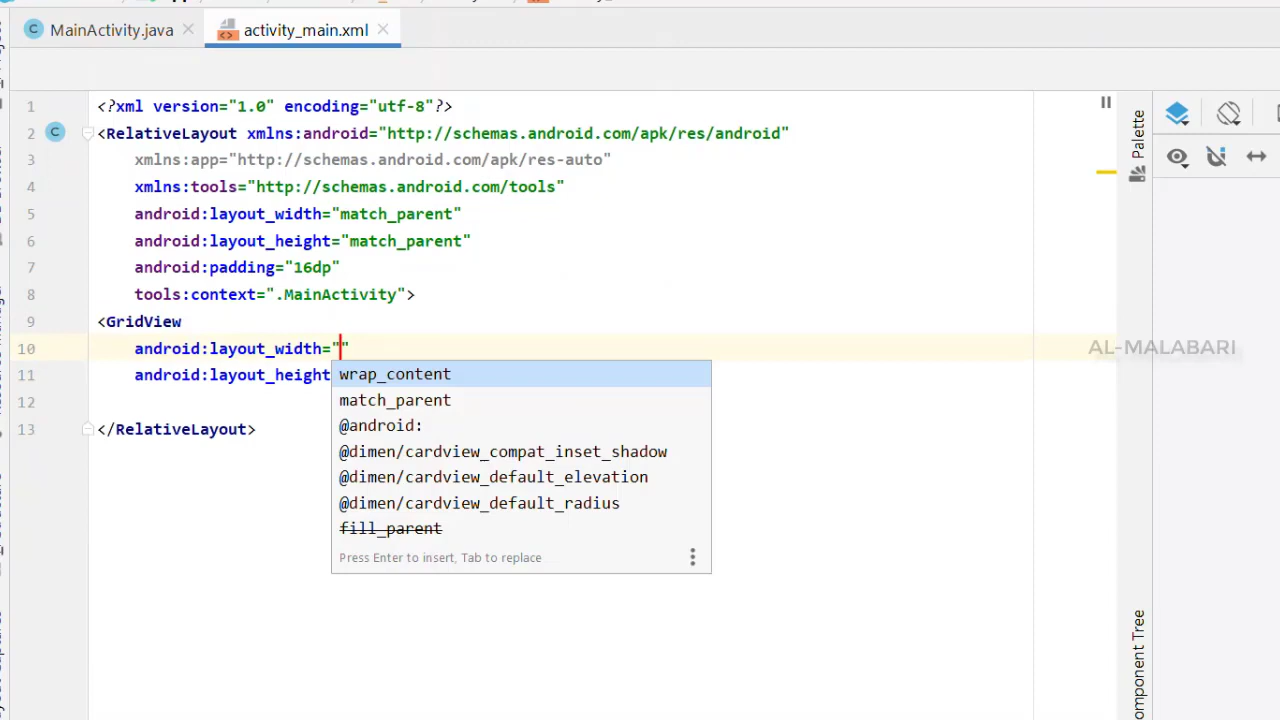 MainActivity.java
activity_main.xml
1 <?xml version="1.0" encoding="utf-8"?>
2 <RelativeLayout xmlns:android="http://schemas.android.com/apk/res/android"
3 xmlns:app="http://schemas.android.com/apk/res-auto"
4 xmlns:tools="http://schemas.android.com/tools"
5 android:layout_width="match_parent"
6 android:layout_height="match_parent"
7 android:padding="16dp"
8 tools:context=".MainActivity">
9 <GridView
10 android:layout_width=""
11 android:layout_height
12
13 </RelativeLayout>
wrap_content
match_parent
@android:
@dimen/cardview_compat_inset_shadow
@dimen/cardview_default_elevation
@dimen/cardview_default_radius
fill_parent
Press Enter to insert, Tab to replace
AL-MALABARI
Palette
omponent Tree